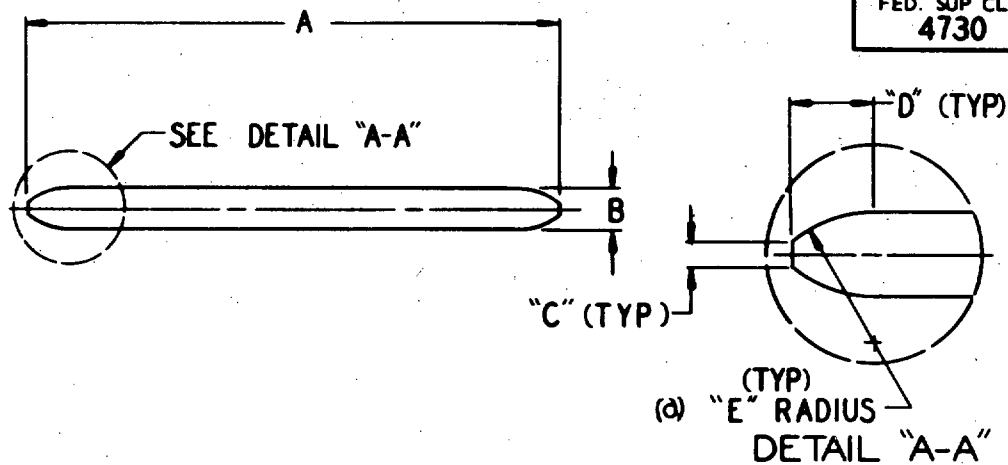 FED. SUP CL
4730
A
SEE DETAIL "A-A"
B
"D" (TYP)
"C" (TYP)
(TYP)
(a) "E" RADIUS
DETAIL "A-A"